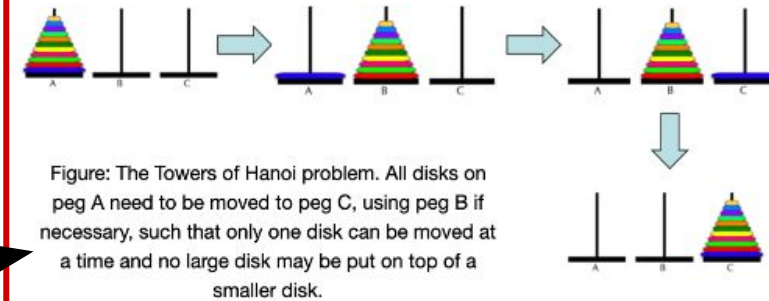 A B C
A B C
A B C
Figure: The Towers of Hanoi problem. All disks on
peg A need to be moved to peg C, using peg B if
necessary, such that only one disk can be moved at
a time and no large disk may be put on top of a
smaller disk.
A B C